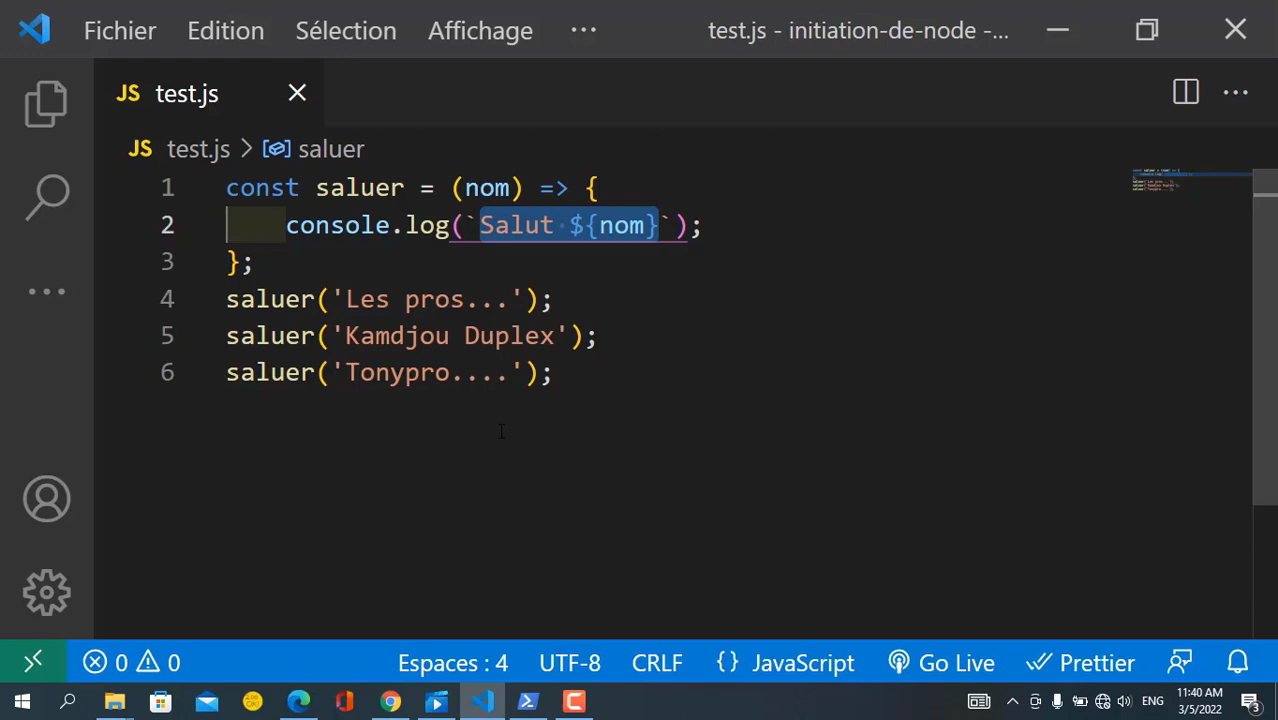 Fichier Edition Sélection Affichage ··· test.js - initiation-de-node -...
JS test.js
JS test.js > saluer
1 const saluer = (nom) => {
2 console.log(`Salut ${nom}`);
3 };
4 saluer('Les pros...');
5 saluer('Kamdjou Duplex');
6 saluer('Tonypro....');
0 0 Espaces : 4 UTF-8 CRLF {} JavaScript Go Live Prettier
ENG 11:40 AM
3/5/2022 3